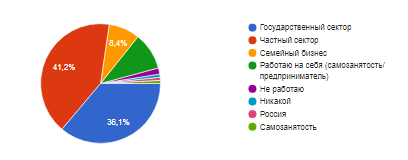 41,2%
8,4%
36,1%
Государственный сектор
Частный сектор
Семейный бизнес
Работаю на себя (самозанятость/
предприниматель)
Не работаю
Никакой
Россия
Самозанятость